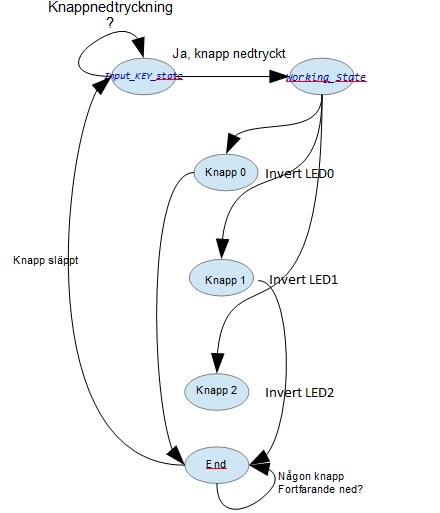 Knappnedtryckning
?
Ja, knapp nedtryckt
Input_KEY_state
Working_State
Knapp 0
Invert LED0
Knapp släppt
Knapp 1
Invert LED1
Knapp 2
Invert LED2
End
Någon knapp
Fortfarande ned?